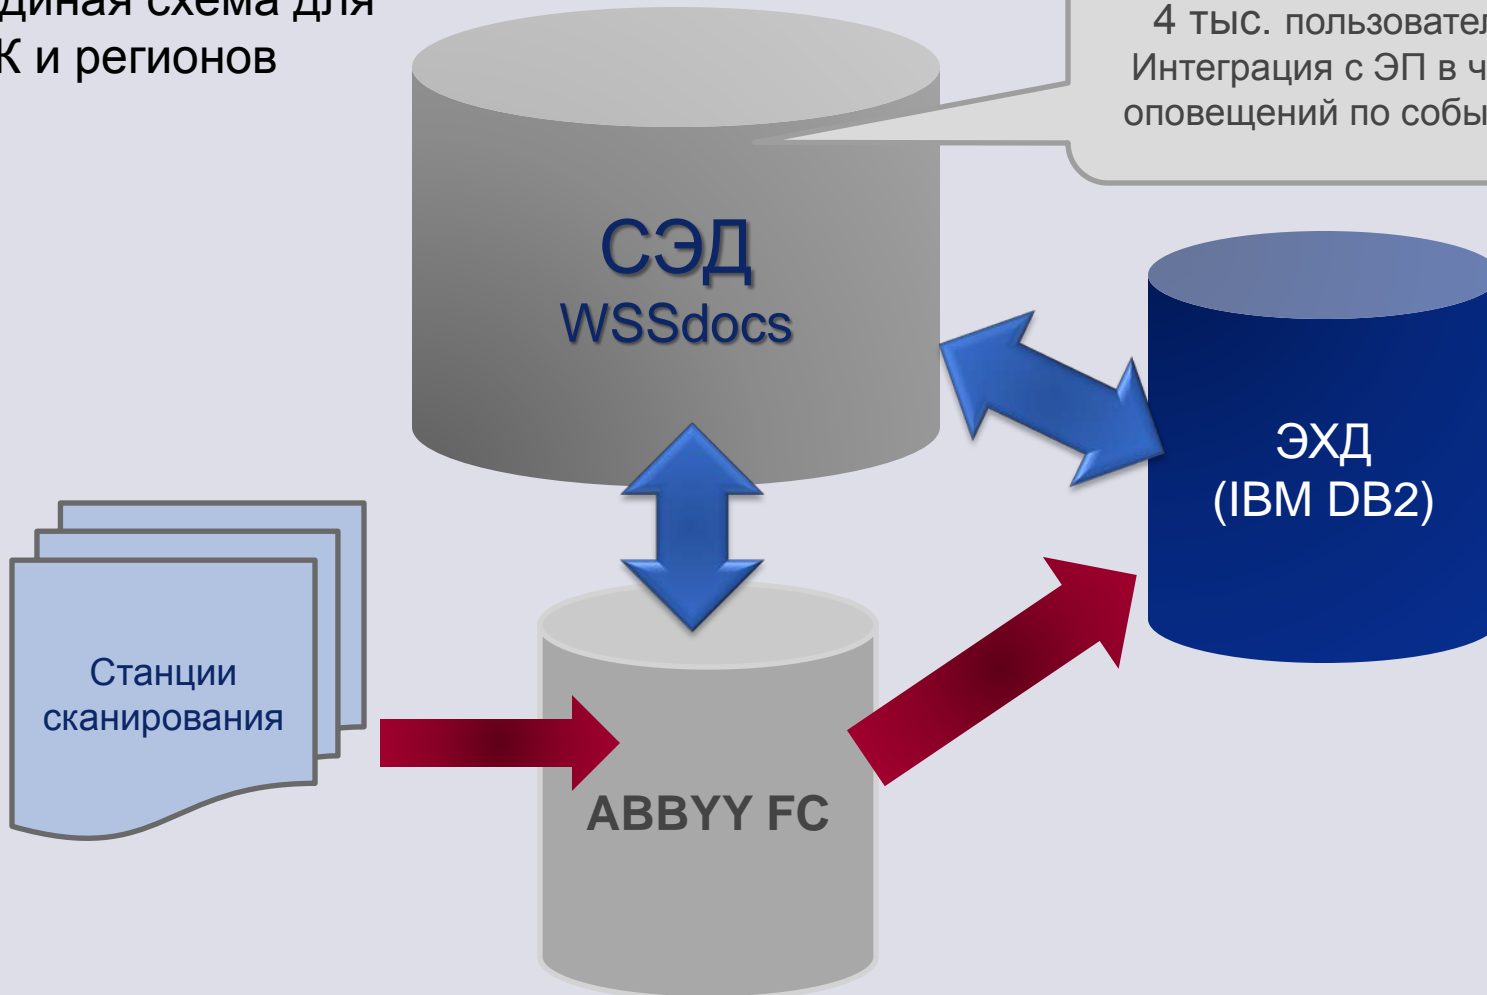 диная схема для
К и регионов
4 тыс. пользовател
Интеграция с ЭП в ч
оповещений по собы
СЭД
WSSdocs
ЭХД
(IBM DB2)
Станции
сканирования
ABBYY FC